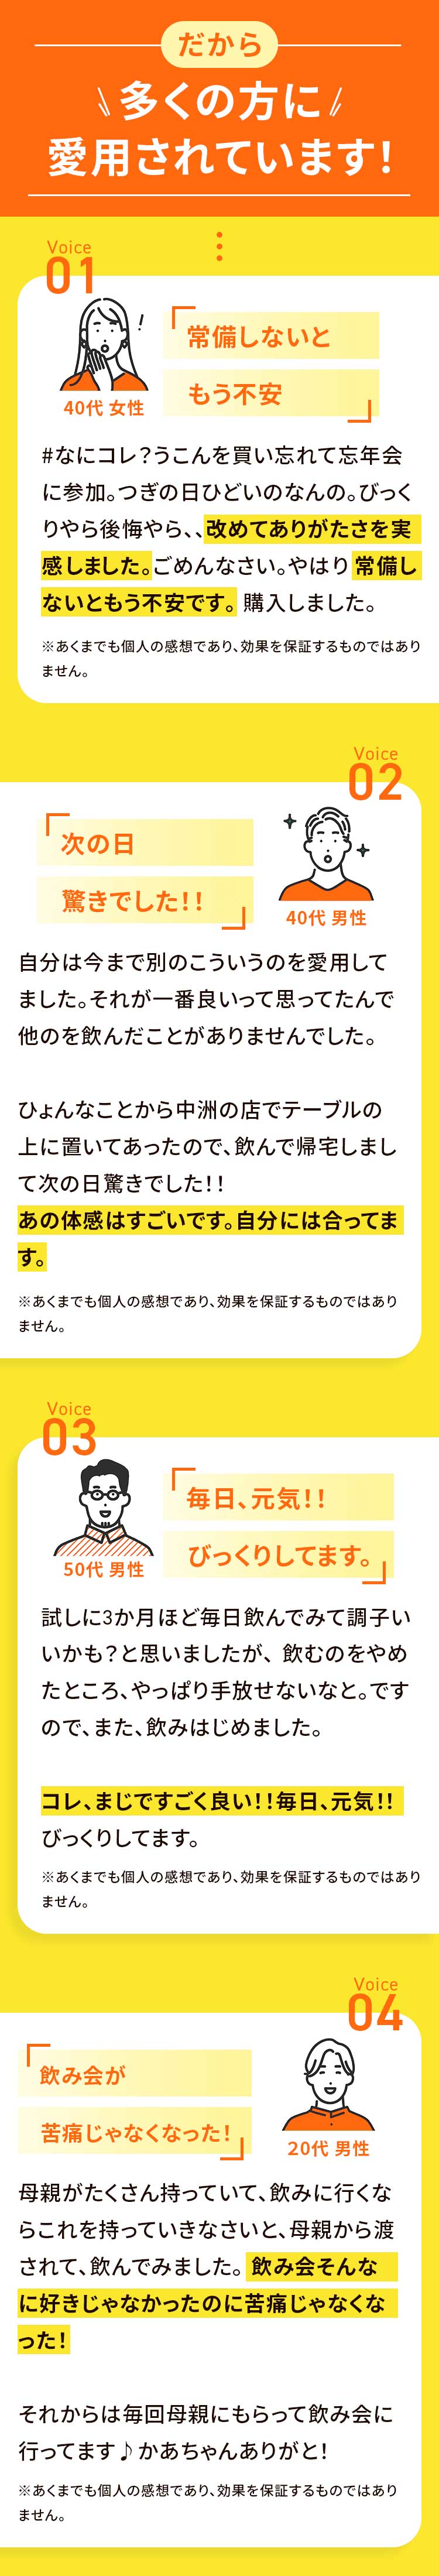 だから
多くの方に
愛用されています！
Voice
01
40代 女性
常備しないと
もう不安
#なにコレ？うこんを買い忘れて忘年会
に参加。つぎの日ひどいのなんの。びっく
りやら後悔やら、、改めてありがたさを実
感しました。ごめんなさい。やはり常備し
ないともう不安です。購入しました。
※あくまでも個人の感想であり、効果を保証するものではあり
ません。
Voice
02
次の日
驚きでした！！
40代 男性
自分は今まで別のこういうのを愛用して
ました。それが一番良いって思ってたんで
他のを飲んだことがありませんでした。
ひょんなことから中洲の店でテーブルの
上に置いてあったので、飲んで帰宅しまし
て次の日驚きでした！！
あの体感はすごいです。自分には合ってま
す。
※あくまでも個人の感想であり、効果を保証するものではあり
ません。
Voice
03
50代 男性
毎日、元気！！
びっくりしてます。
試しに3か月ほど毎日飲んでみて調子い
いかも？と思いましたが、飲むのをやめ
たところ、やっぱり手放せないなと。です
ので、また、飲みはじめました。
コレ、まじですごく良い！！毎日、元気！！
びっくりしてます。
※あくまでも個人の感想であり、効果を保証するものではあり
ません。
Voice
04
飲み会が
苦痛じゃなくなった！
20代 男性
母親がたくさん持っていて、飲みに行くな
らこれを持っていきなさいと、母親から渡
されて、飲んでみました。飲み会そんな
に好きじゃなかったのに苦痛じゃなくな
った！
それからは毎回母親にもらって飲み会に
行ってます♪かあちゃんありがと！
※あくまでも個人の感想であり、効果を保証するものではあり
ません。